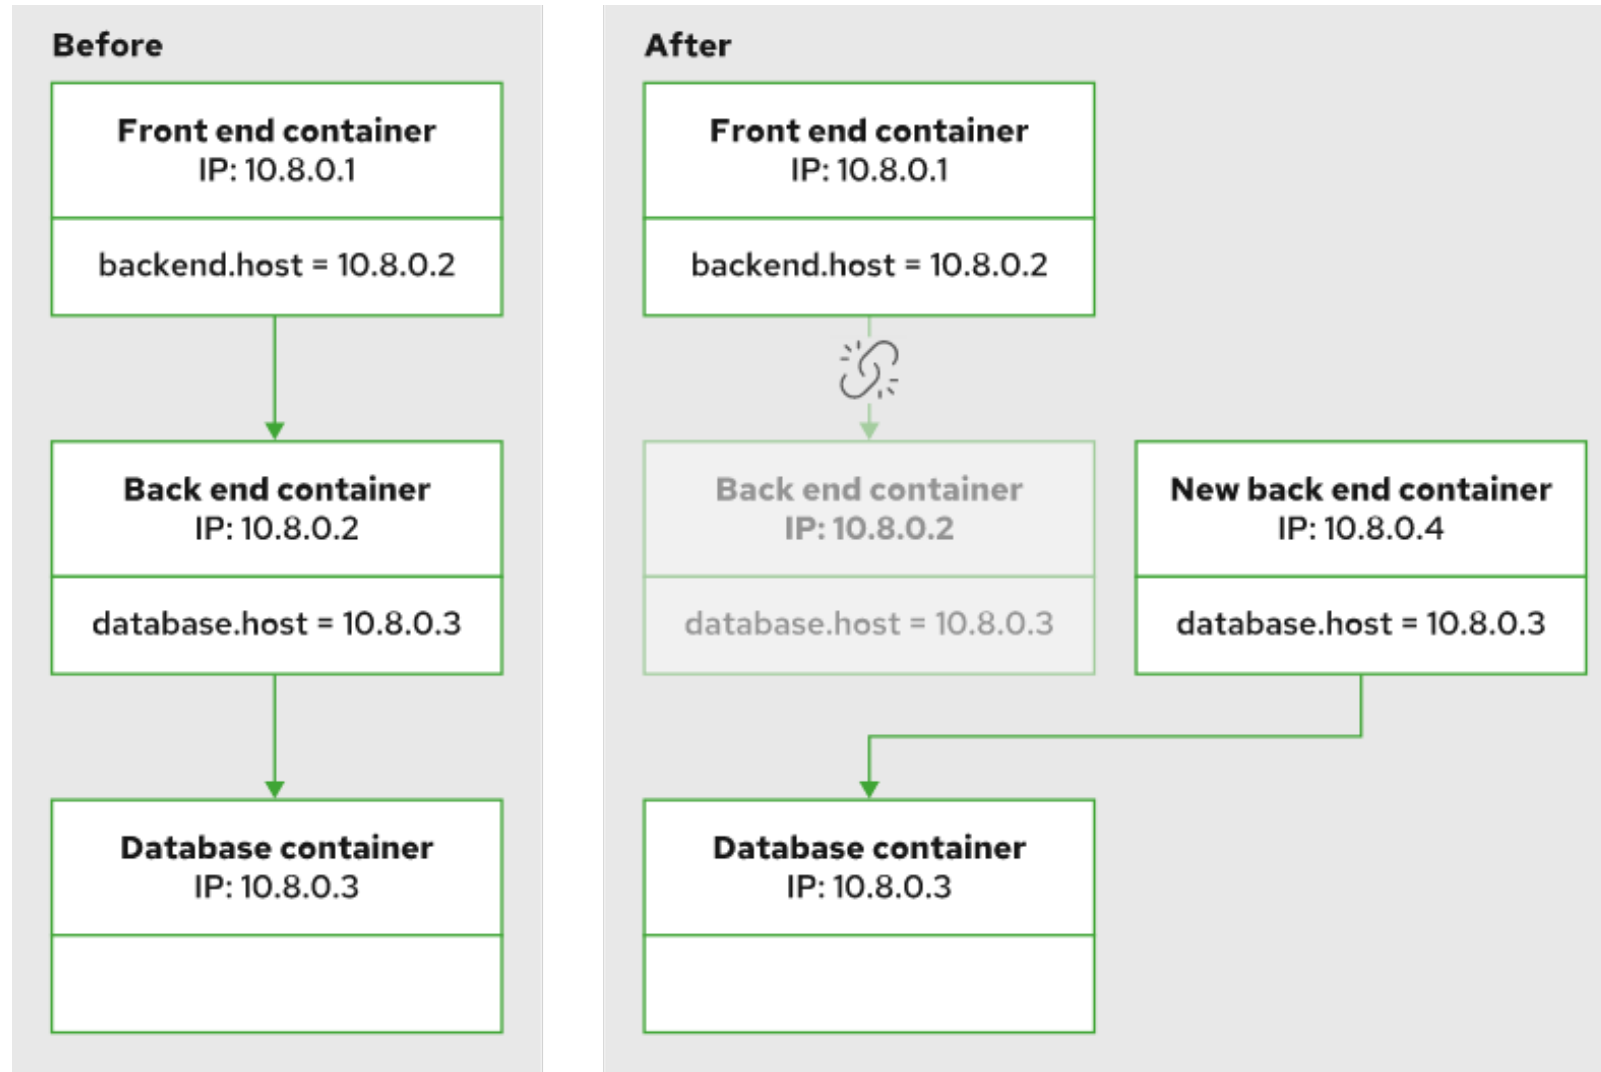 Before
Front end container
IP: 10.8.0.1
backend.host = 10.8.0.2
Back end container
IP: 10.8.0.2
database.host = 10.8.0.3
Database container
IP: 10.8.0.3
After
Front end container
IP: 10.8.0.1
backend.host = 10.8.0.2
Back end container
IP: 10.8.0.2
database.host = 10.8.0.3
New back end container
IP: 10.8.0.4
database.host = 10.8.0.3
Database container
IP: 10.8.0.3